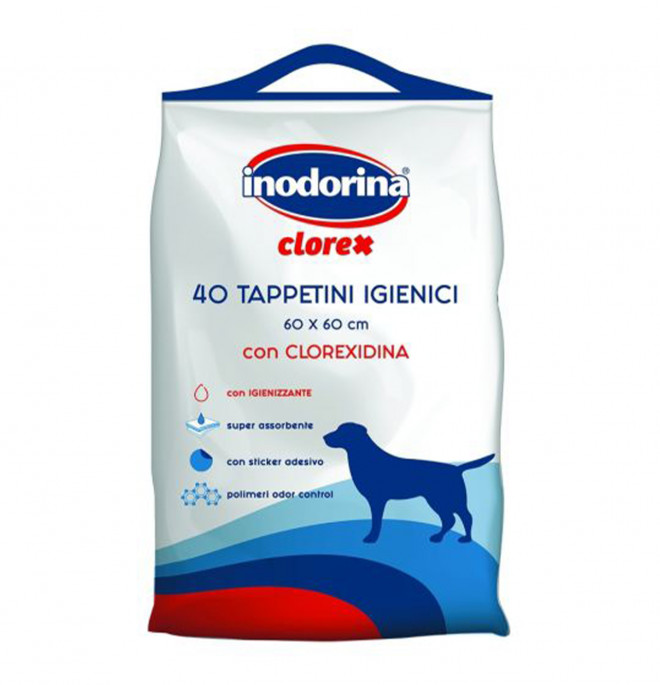 inodorina®
clorex
40 TAPPETINI IGIENICI
60 x 60 cm
con CLOREXIDINA
con IGIENIZZANTE
super assorbente
con sticker adesivo
polimeri odor control